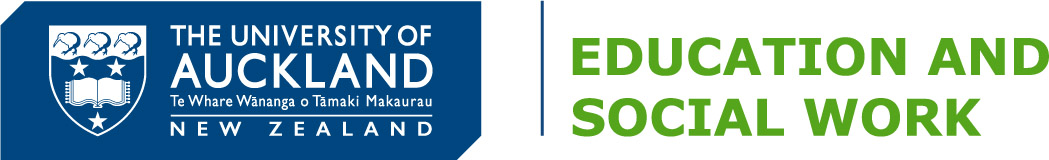 THE UNIVERSITY OF
AUCKLAND
Te Whare Wānanga o Tāmaki Makaurau
NEW ZEALAND
EDUCATION AND
SOCIAL WORK